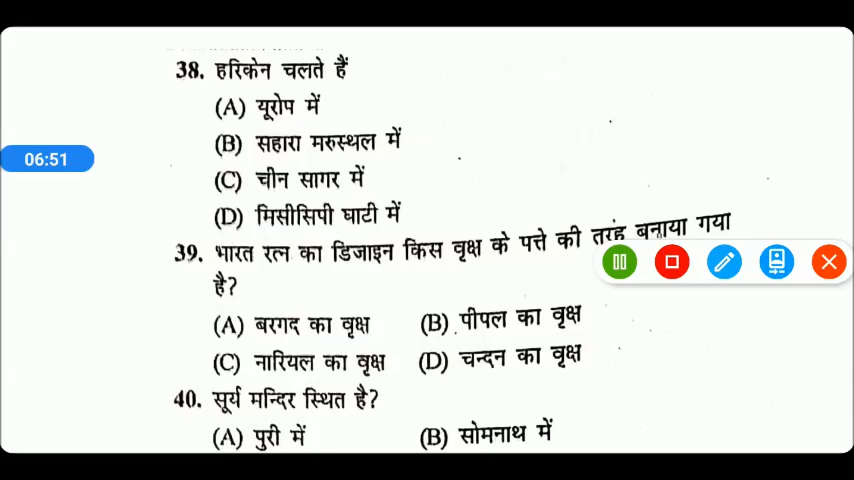 38. हरिकेन चलते हैं
(A) यूरोप में
(B) सहारा मरुस्थल में
06:51
(C) चीन सागर में
(D) मिसीसिपी घाटी में
39. भारत रत्न का डिजाइन किस वृक्ष के पत्ते की तरह बनाया गया
है?
(A) बरगद का वृक्ष (B) पीपल का वृक्ष
(C) नारियल का वृक्ष (D) चन्दन का वृक्ष
40. सूर्य मन्दिर स्थित है?
(A) पुरी में (B) सोमनाथ में